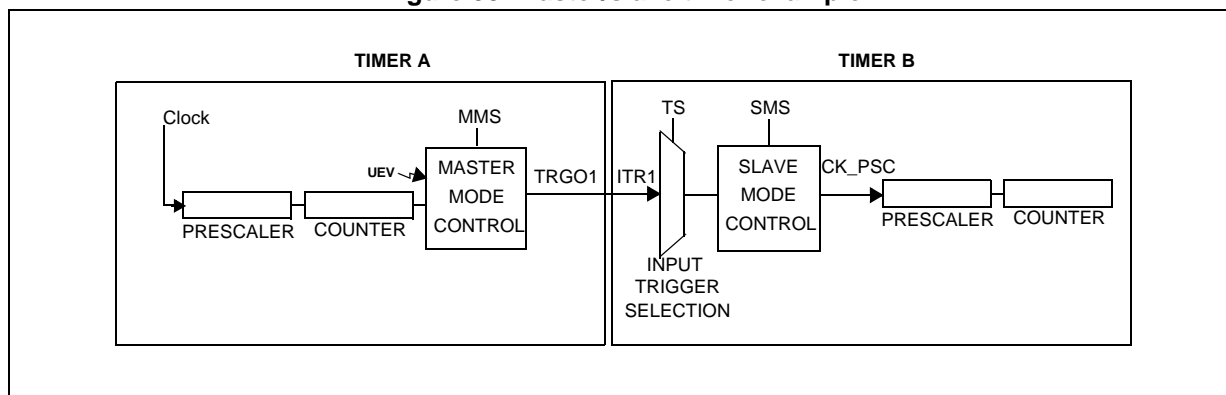 TIMER A
TIMER B
Clock
MMS
TS
SMS
UEV
MASTER
MODE
CONTROL
TRGO1
ITR1
SLAVE
MODE
CONTROL
CK_PSC
PRESCALER
COUNTER
PRESCALER
COUNTER
INPUT
TRIGGER
SELECTION